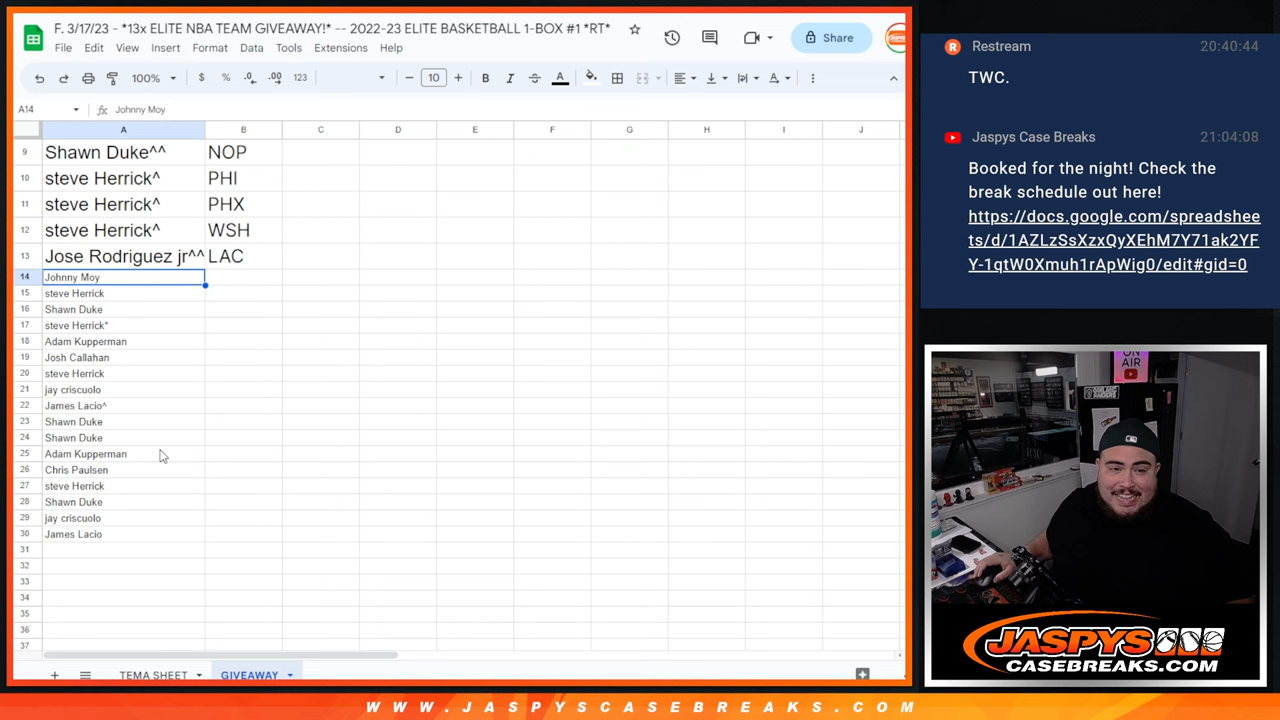 F. 3/17/23 - *13x ELITE NBA TEAM GIVEAWAY!* -- 2022-23 ELITE BASKETBALL 1-BOX #1 *RT*
File Edit View Insert Format Data Tools Extensions Help
Share
100% $ % .0 .00 123 10 B I A
A14 fx Johnny Moy
A B C D E F G H I J
9 Shawn Duke^^ NOP
10 steve Herrick^ PHI
11 steve Herrick^ PHX
12 steve Herrick^ WSH
13 Jose Rodriguez jr^^ LAC
14 Johnny Moy
15 steve Herrick
16 Shawn Duke
17 steve Herrick*
18 Adam Kupperman
19 Josh Callahan
20 steve Herrick
21 jay criscuolo
22 James Lacio^
23 Shawn Duke
24 Shawn Duke
25 Adam Kupperman
26 Chris Paulsen
27 steve Herrick
28 Shawn Duke
29 jay criscuolo
30 James Lacio
31
32
33
34
35
36
37
TEMA SHEET GIVEAWAY
Restream 20:40:44
TWC.
Jaspys Case Breaks 21:04:08
Booked for the night! Check the
break schedule out here!
https://docs.google.com/spreadshee
ts/d/1AZLzSsXzxQyXEhM7Y71ak2YF
Y-1qtW0Xmuh1rApWig0/edit#gid=0
ON
AIR
JASPYS
CASEBREAKS.COM
WWW.JASPYSCASEBREAKS.COM